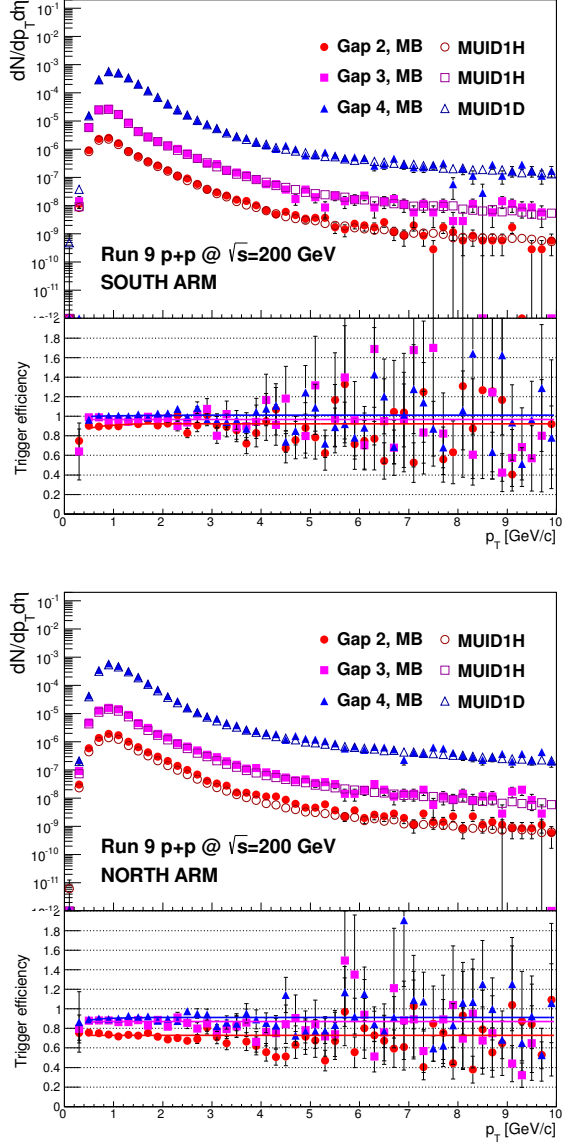 dN/dp_T dη
10^-1
10^-2
10^-3
10^-4
10^-5
10^-6
10^-7
10^-8
10^-9
10^-10
10^-11
10^-12
Gap 2, MB MUID1H
Gap 3, MB MUID1H
Gap 4, MB MUID1D
Run 9 p+p @ √s=200 GeV
SOUTH ARM
Trigger efficiency
2
1.8
1.6
1.4
1.2
1
0.8
0.6
0.4
0.2
0
0 1 2 3 4 5 6 7 8 9 10
p_T [GeV/c]
dN/dp_T dη
10^-1
10^-2
10^-3
10^-4
10^-5
10^-6
10^-7
10^-8
10^-9
10^-10
10^-11
10^-12
Gap 2, MB MUID1H
Gap 3, MB MUID1H
Gap 4, MB MUID1D
Run 9 p+p @ √s=200 GeV
NORTH ARM
Trigger efficiency
2
1.8
1.6
1.4
1.2
1
0.8
0.6
0.4
0.2
0
0 1 2 3 4 5 6 7 8 9 10
p_T [GeV/c]